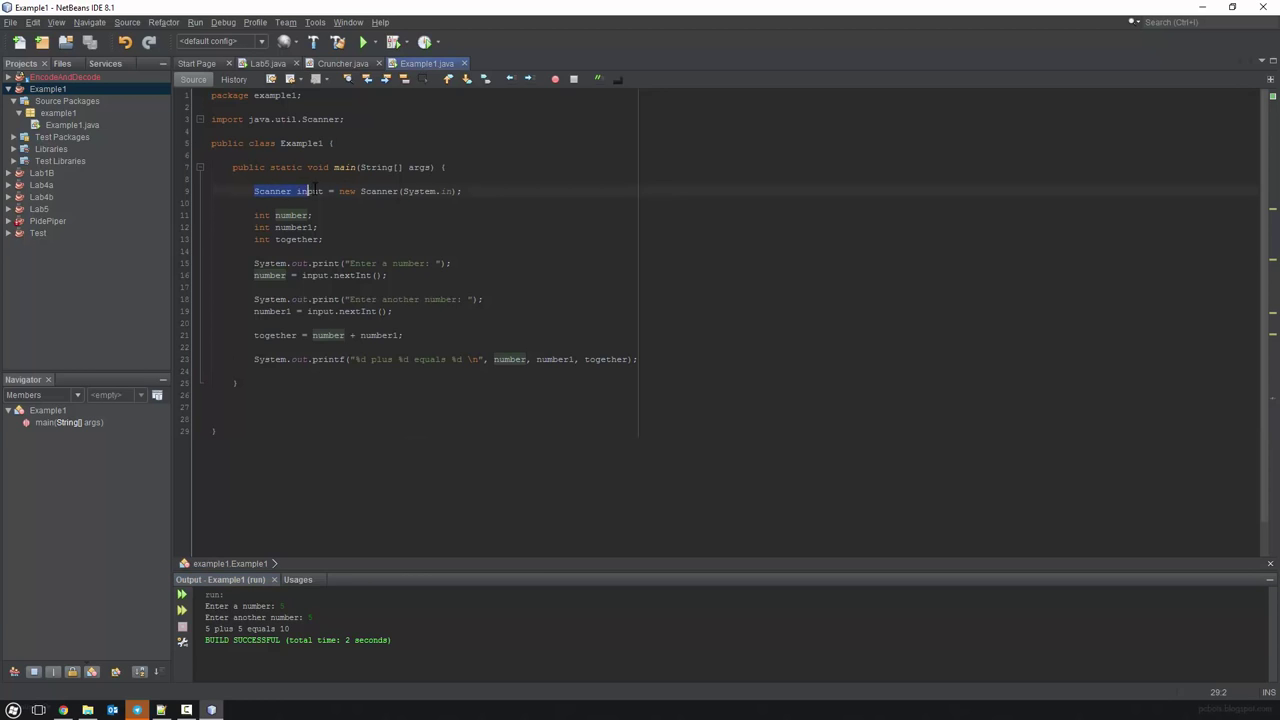 Example1 - NetBeans IDE 8.1
File Edit View Navigate Source Refactor Run Debug Profile Team Tools Window Help
Search (Ctrl+I)
<default config>
Projects Files Services
Start Page Lab5.java Cruncher.java Example1.java
Source History
EncodeAndDecode
Example1
Source Packages
example1
Example1.java
Test Packages
Libraries
Test Libraries
Lab1B
Lab4a
Lab4b
Lab5
PidePiper
Test
1 package example1;
2
3 import java.util.Scanner;
4
5 public class Example1 {
6
7 public static void main(String[] args) {
8
9 Scanner input = new Scanner(System.in);
10
11 int number;
12 int number1;
13 int together;
14
15 System.out.print("Enter a number: ");
16 number = input.nextInt();
17
18 System.out.print("Enter another number: ");
19 number1 = input.nextInt();
20
21 together = number + number1;
22
23 System.out.printf("%d plus %d equals %d \n", number, number1, together);
24
25 }
26
27
28
29 }
Navigator
Members <empty>
Example1
main(String[] args)
example1.Example1
Output - Example1 (run) Usages
run:
Enter a number: 5
Enter another number: 5
5 plus 5 equals 10
BUILD SUCCESSFUL (total time: 2 seconds)
29:2 INS